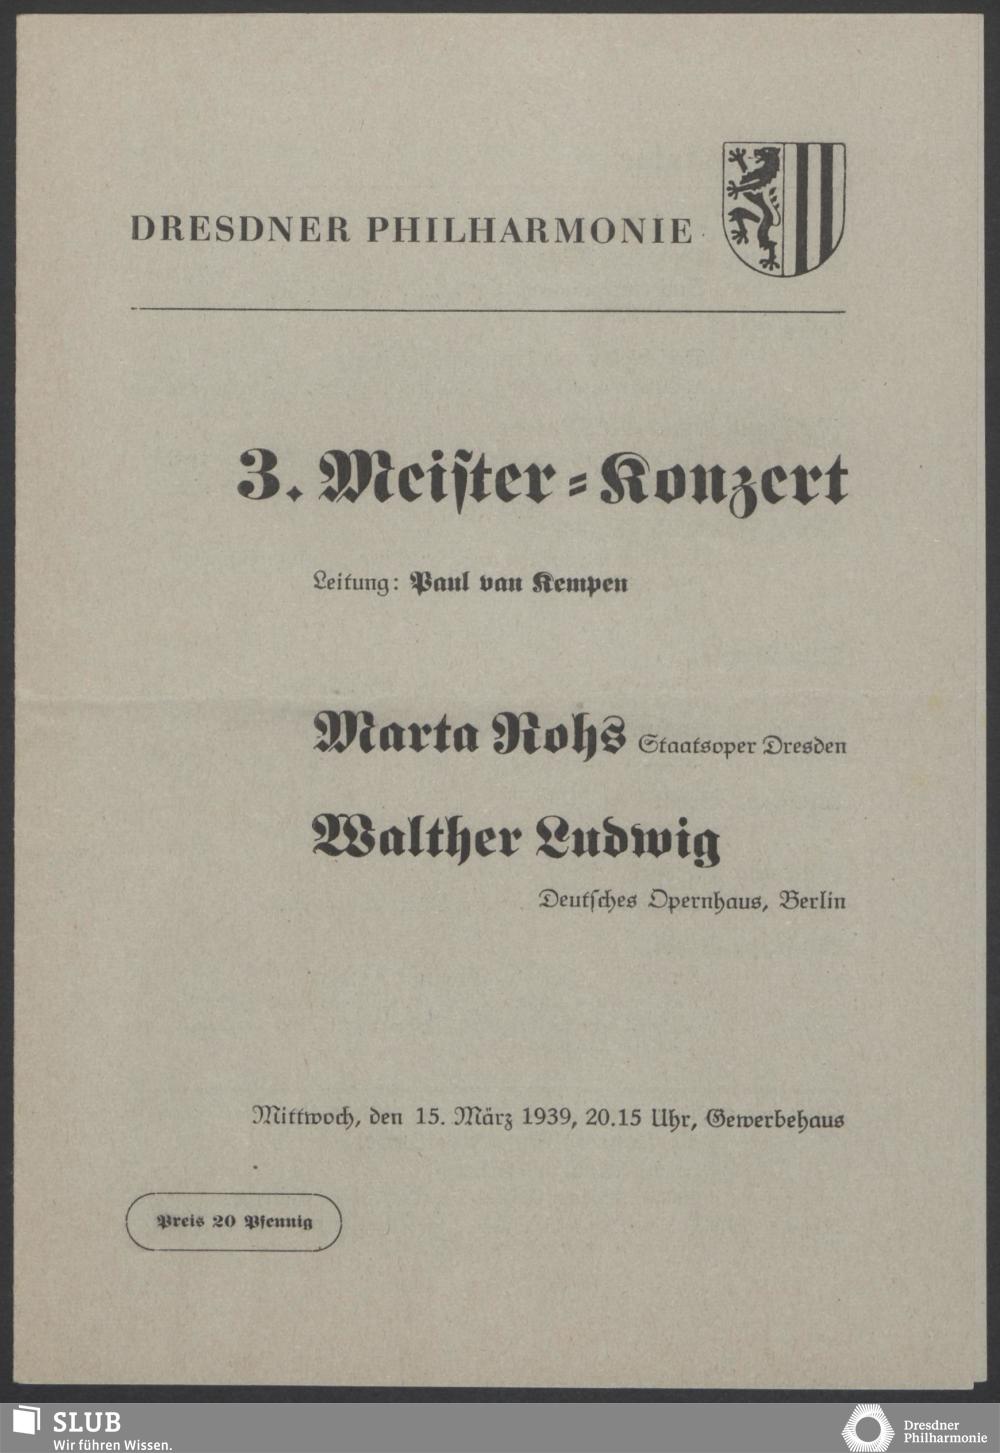 DRESDNER PHILHARMONIE
3. Meiſter=Konzert
Leitung: Paul van Kempen
Marta Rohs Staatsoper Dresden
Walther Ludwig
Deutſches Opernhaus, Berlin
Mittwoch, den 15. März 1939, 20.15 Uhr, Gewerbehaus
Preis 20 Pfennig
SLUB
Wir führen Wissen.
Dresdner
Philharmonie